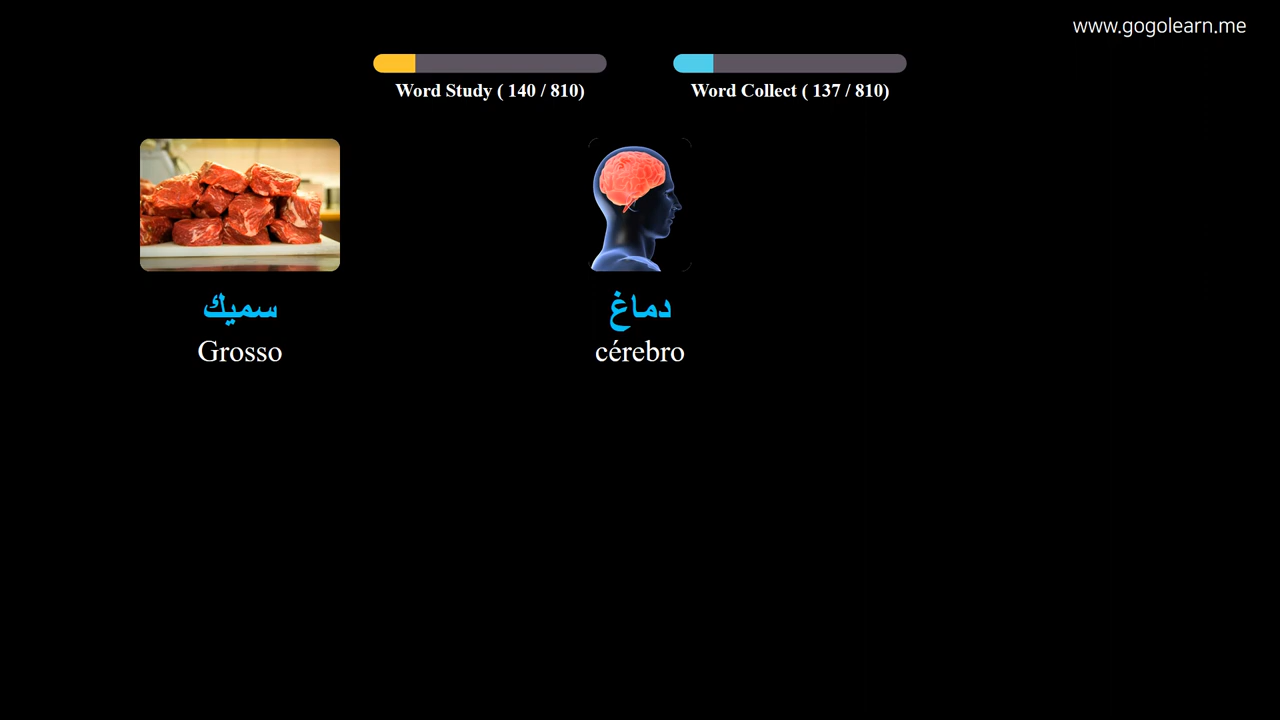 www.gogolearn.me
Word Study ( 140 / 810)
Word Collect ( 137 / 810)
سميك
Grosso
دماغ
cérebro